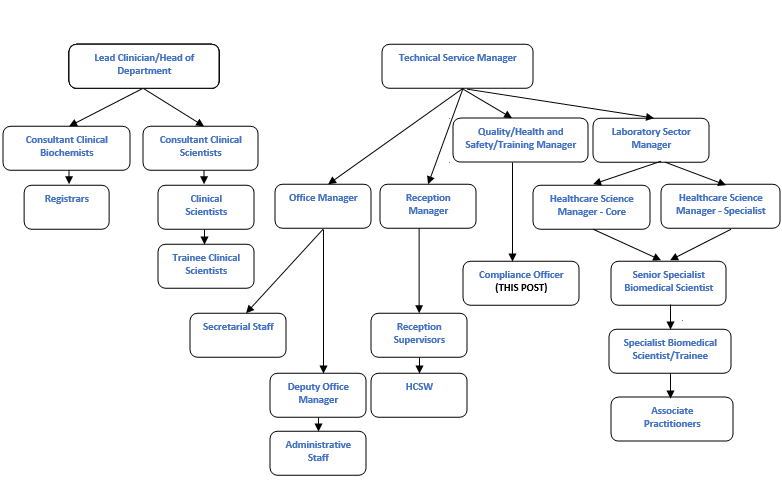 Lead Clinician/Head of
Department
Technical Service Manager
Consultant Clinical
Biochemists
Consultant Clinical
Scientists
Quality/Health and
Safety/Training Manager
Laboratory Sector
Manager
Registrars
Clinical
Scientists
Office Manager
Reception
Manager
Healthcare Science
Manager - Core
Healthcare Science
Manager - Specialist
Trainee Clinical
Scientists
Compliance Officer
(THIS POST)
Senior Specialist
Biomedical Scientist
Secretarial Staff
Reception
Supervisors
Specialist Biomedical
Scientist/Trainee
Deputy Office
Manager
HCSW
Associate
Practitioners
Administrative
Staff